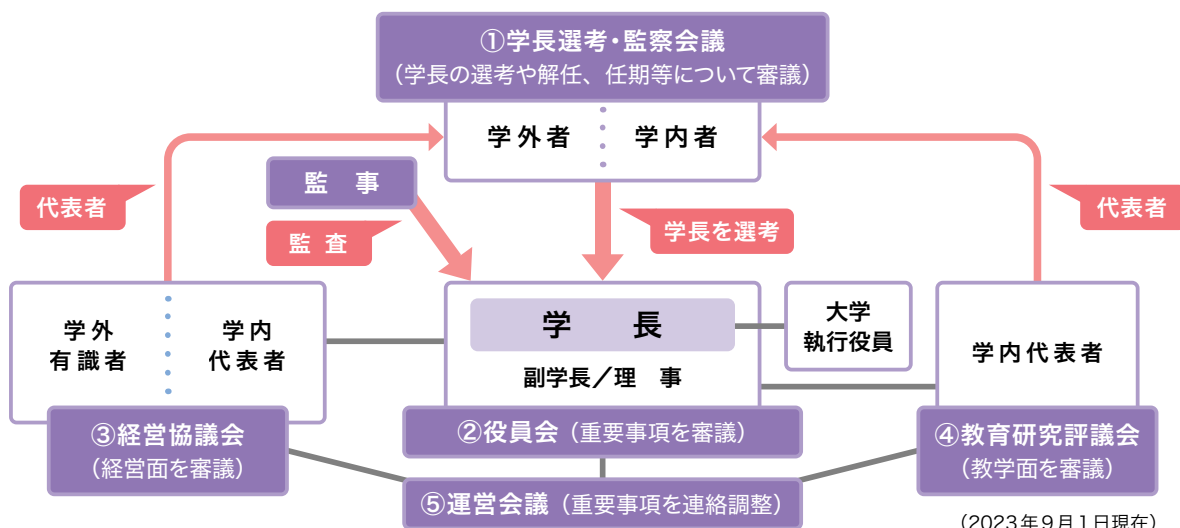 ①学長選考・監察会議
（学長の選考や解任、任期等について審議）
学外者
学内者
監 事
代表者
監 査
学長を選考
代表者
学外
有識者
学内
代表者
学 長
副学長／理 事
大学
執行役員
学内代表者
③経営協議会
（経営面を審議）
②役員会（重要事項を審議）
④教育研究評議会
（教学面を審議）
⑤運営会議（重要事項を連絡調整）
（2023年9月1日現在）